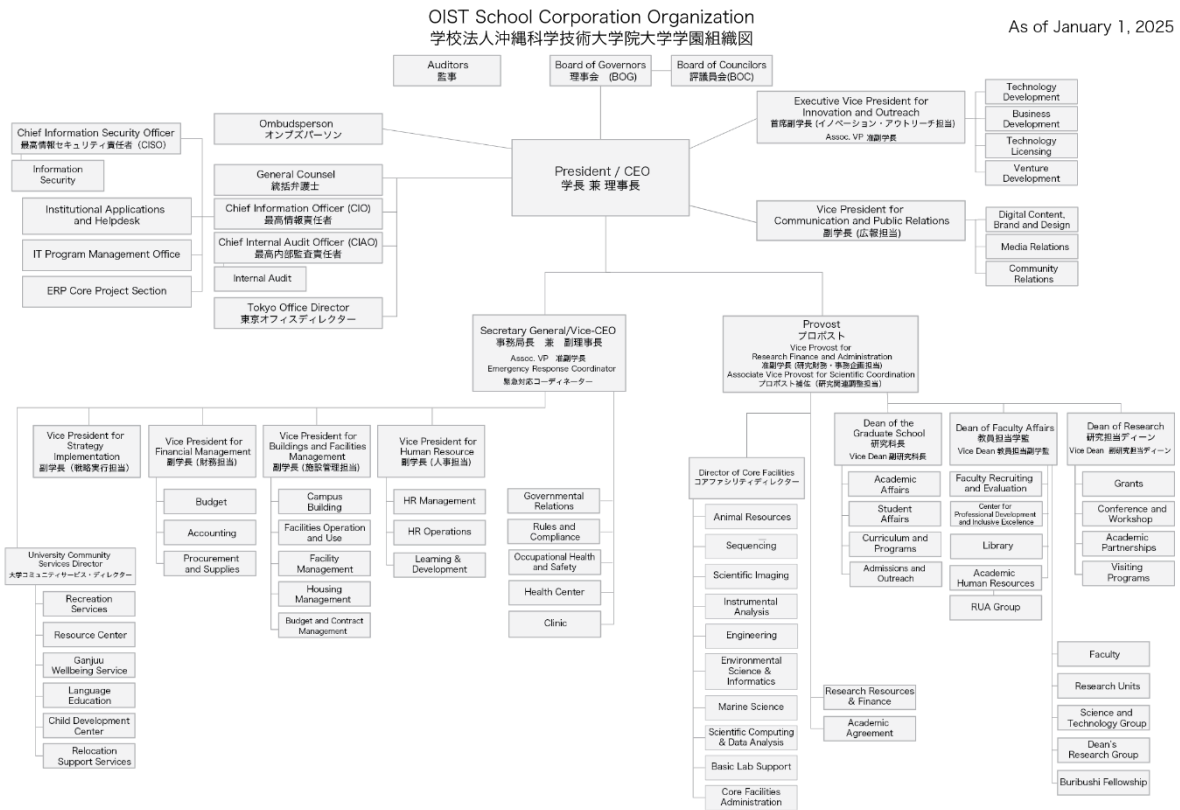 OIST School Corporation Organization
学校法人沖縄科学技術大学院大学学園組織図
As of January 1, 2025
Auditors
監事
Board of Governors
理事会 (BOG)
Board of Councilors
評議員会(BOC)
Ombudsperson
オンブズパーソン
Executive Vice President for
Innovation and Outreach
首席副学長 (イノベーション・アウトリーチ担当)
Assoc. VP 准副学長
Technology
Development
Business
Development
Technology
Licensing
Venture
Development
Chief Information Security Officer
最高情報セキュリティ責任者 (CISO)
Information
Security
President / CEO
学長 兼 理事長
General Counsel
統括弁護士
Chief Information Officer (CIO)
最高情報責任者
Chief Internal Audit Officer (CIAO)
最高内部監査責任者
Internal Audit
Tokyo Office Director
東京オフィスディレクター
Institutional Applications
and Helpdesk
IT Program Management Office
ERP Core Project Section
Vice President for
Communication and Public Relations
副学長 (広報担当)
Digital Content,
Brand and Design
Media Relations
Community
Relations
Secretary General/Vice-CEO
事務局長 兼 副理事長
Assoc. VP 准副学長
Emergency Response Coordinator
緊急対応コーディネーター
Provost
プロボスト
Vice Provost for
Research Finance and Administration
准副学長 (研究財務・事務企画担当)
Associate Vice Provost for Scientific Coordination
プロボスト補佐 (研究関連調整担当)
Vice President for
Strategy
Implementation
副学長 (戦略実行担当)
Vice President for
Financial Management
副学長 (財務担当)
Budget
Accounting
Procurement
and Supplies
Vice President for
Buildings and Facilities
Management
副学長 (施設管理担当)
Campus
Building
Facilities Operation
and Use
Facility
Management
Housing
Management
Budget and Contract
Management
Vice President for
Human Resource
副学長 (人事担当)
HR Management
HR Operations
Learning &
Development
Governmental
Relations
Rules and
Compliance
Occupational Health
and Safety
Health Center
Clinic
University Community
Services Director
大学コミュニティサービス・ディレクター
Recreation
Services
Resource Center
Ganjuu
Wellbeing Service
Language
Education
Child Development
Center
Relocation
Support Services
Director of Core Facilities
コアファシリティディレクター
Animal Resources
Sequencing
Scientific Imaging
Instrumental
Analysis
Engineering
Environmental
Science &
Informatics
Marine Science
Scientific Computing
& Data Analysis
Basic Lab Support
Core Facilities
Administration
Research Resources
& Finance
Academic
Agreement
Dean of the
Graduate School
研究科長
Vice Dean 副研究科長
Academic
Affairs
Student
Affairs
Curriculum and
Programs
Admissions and
Outreach
Dean of Faculty Affairs
教員担当学監
Vice Dean 教員担当副学監
Faculty Recruiting
and Evaluation
Center for
Professional Development
and Inclusive Excellence
Library
Academic
Human Resources
RUA Group
Faculty
Research Units
Science and
Technology Group
Dean's
Research Group
Buribushi Fellowship
Dean of Research
研究担当ディーン
Vice Dean 副研究担当ディーン
Grants
Conference and
Workshop
Academic
Partnerships
Visiting
Programs